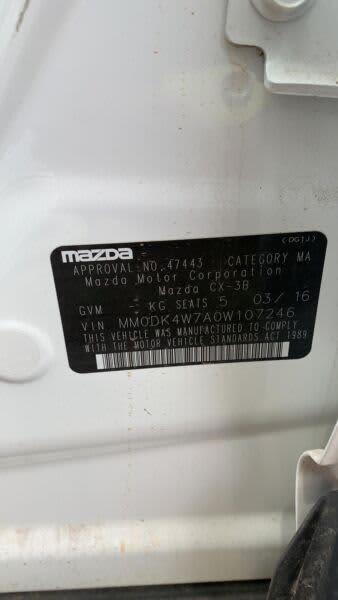 (DG1J)
mazda
APPROVAL NO.47443 CATEGORY MA
Mazda Motor Corporation
Mazda CX-3B
GVM - KG SEATS 5 03/16
VIN MM0DK4W7A0W107246
THIS VEHICLE WAS MANUFACTURED TO COMPLY
WITH THE MOTOR VEHICLE STANDARDS ACT 1989